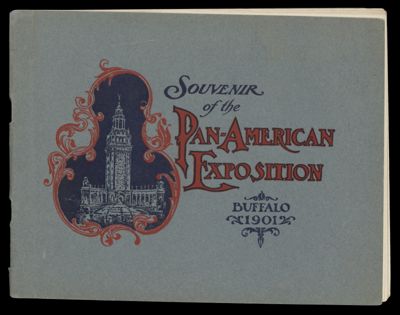 SOUVENIR
of the
PAN-AMERICAN
EXPOSITION
BUFFALO
1901